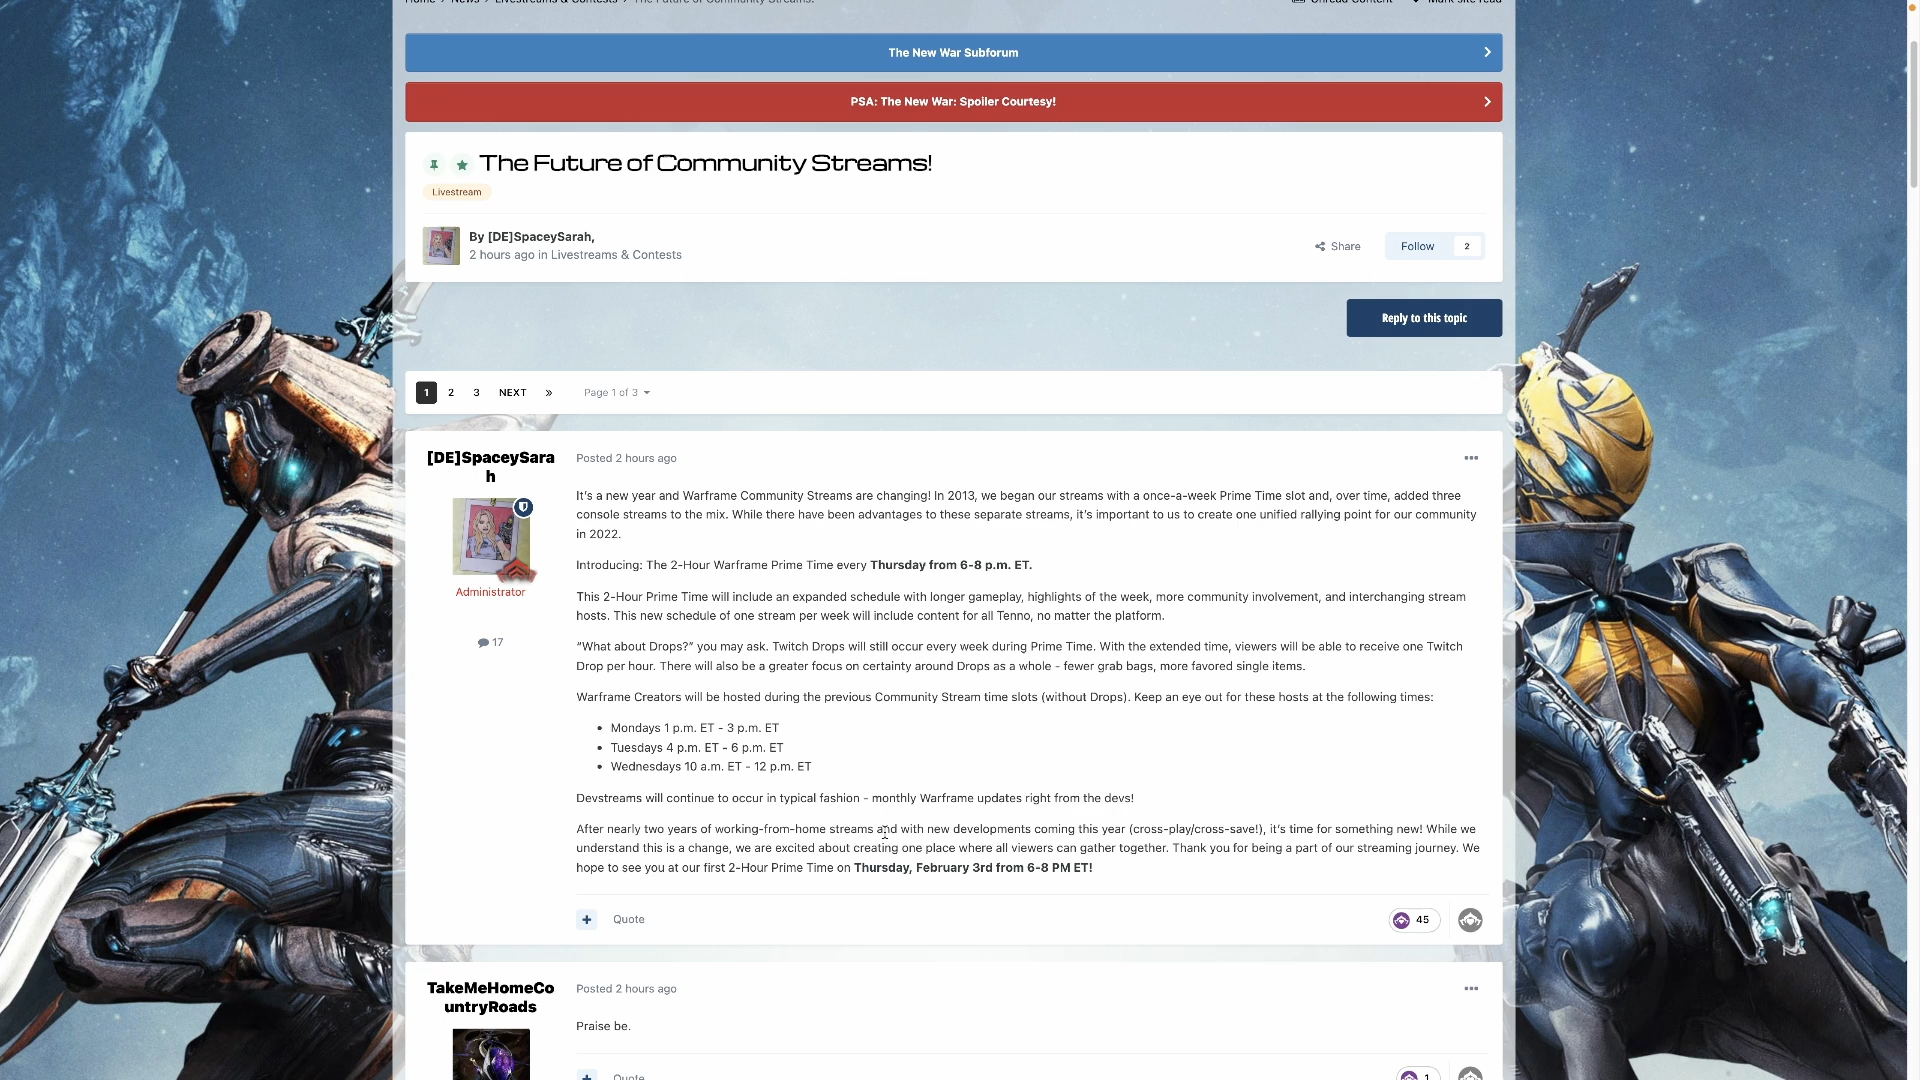 Home > News > Livestreams & Contests > The Future of Community Streams!
Unread Content
Mark site read
The New War Subforum
PSA: The New War: Spoiler Courtesy!
The Future of Community Streams!
Livestream
By [DE]SpaceySarah,
2 hours ago in Livestreams & Contests
Share
Follow 2
Reply to this topic
1 2 3 NEXT » Page 1 of 3
[DE]SpaceySara
h
Administrator
17
Posted 2 hours ago
It's a new year and Warframe Community Streams are changing! In 2013, we began our streams with a once-a-week Prime Time slot and, over time, added three
console streams to the mix. While there have been advantages to these separate streams, it's important to us to create one unified rallying point for our community
in 2022.
Introducing: The 2-Hour Warframe Prime Time every Thursday from 6-8 p.m. ET.
This 2-Hour Prime Time will include an expanded schedule with longer gameplay, highlights of the week, more community involvement, and interchanging stream
hosts. This new schedule of one stream per week will include content for all Tenno, no matter the platform.
“What about Drops?” you may ask. Twitch Drops will still occur every week during Prime Time. With the extended time, viewers will be able to receive one Twitch
Drop per hour. There will also be a greater focus on certainty around Drops as a whole - fewer grab bags, more favored single items.
Warframe Creators will be hosted during the previous Community Stream time slots (without Drops). Keep an eye out for these hosts at the following times:
• Mondays 1 p.m. ET - 3 p.m. ET
• Tuesdays 4 p.m. ET - 6 p.m. ET
• Wednesdays 10 a.m. ET - 12 p.m. ET
Devstreams will continue to occur in typical fashion - monthly Warframe updates right from the devs!
After nearly two years of working-from-home streams and with new developments coming this year (cross-play/cross-save!), it's time for something new! While we
understand this is a change, we are excited about creating one place where all viewers can gather together. Thank you for being a part of our streaming journey. We
hope to see you at our first 2-Hour Prime Time on Thursday, February 3rd from 6-8 PM ET!
+ Quote
45
TakeMeHomeCo
untryRoads
Posted 2 hours ago
Praise be.
+ Quote
1